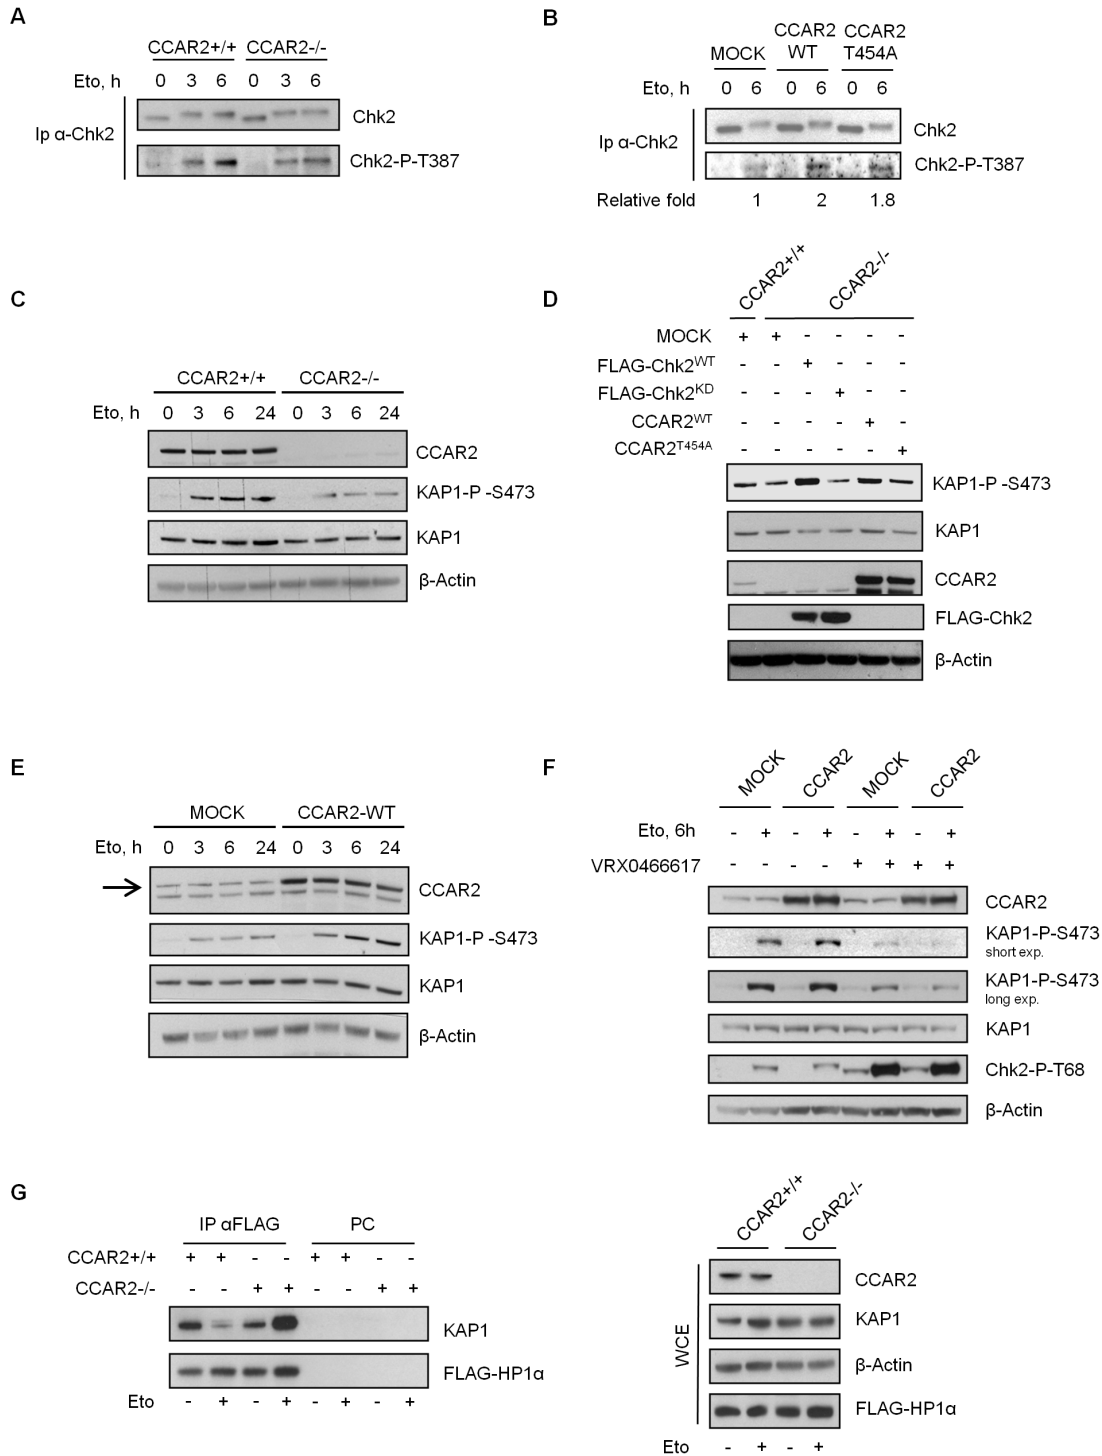 A
CCAR2+/+ CCAR2-/-
Eto, h 0 3 6 0 3 6
Ip α-Chk2
Chk2
Chk2-P-T387
B
MOCK CCAR2 WT CCAR2 T454A
Eto, h 0 6 0 6 0 6
Ip α-Chk2
Chk2
Chk2-P-T387
Relative fold 1 2 1.8
C
CCAR2+/+ CCAR2-/-
Eto, h 0 3 6 24 0 3 6 24
CCAR2
KAP1-P -S473
KAP1
β-Actin
D
CCAR2+/+ CCAR2-/-
MOCK + + - - - -
FLAG-Chk2WT - - + - - -
FLAG-Chk2KD - - - + - -
CCAR2WT - - - - + -
CCAR2T454A - - - - - +
KAP1-P -S473
KAP1
CCAR2
FLAG-Chk2
β-Actin
E
MOCK CCAR2-WT
Eto, h 0 3 6 24 0 3 6 24
CCAR2
KAP1-P -S473
KAP1
β-Actin
F
MOCK CCAR2 MOCK CCAR2
Eto, 6h - + - + - + - +
VRX0466617 - - - - + + + +
CCAR2
KAP1-P-S473
short exp.
KAP1-P-S473
long exp.
KAP1
Chk2-P-T68
β-Actin
G
IP αFLAG PC
CCAR2+/+ + + - - + + - -
CCAR2-/- - - + + - - + +
KAP1
FLAG-HP1α
Eto - + - + - + - +
CCAR2+/+ CCAR2-/-
WCE
CCAR2
KAP1
β-Actin
FLAG-HP1α
Eto - + - +